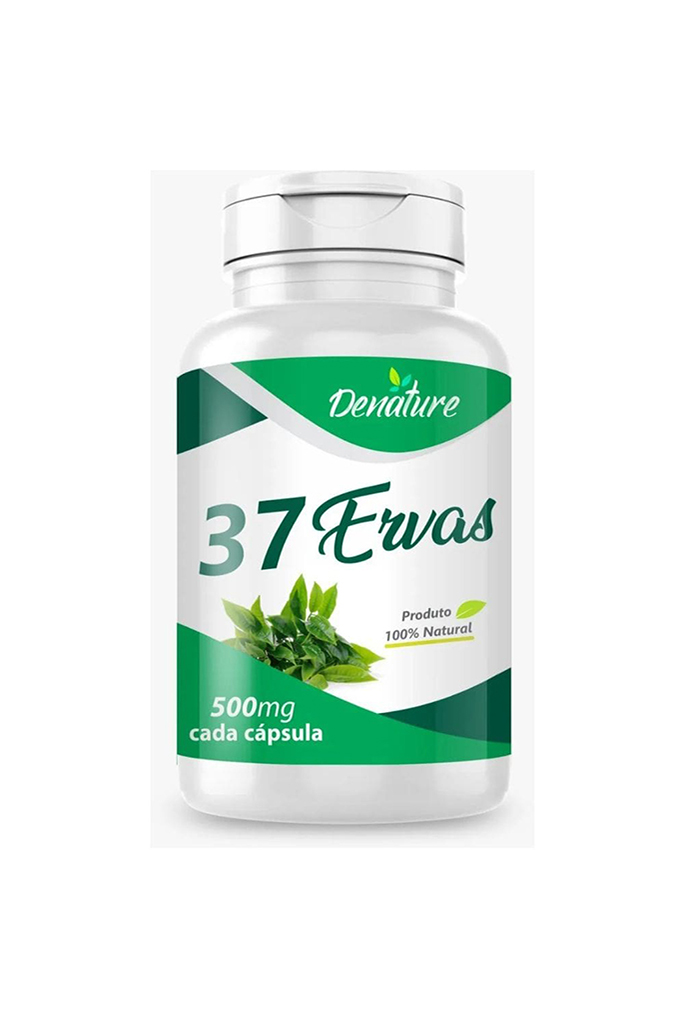 Denature
37 Ervas
Produto
100% Natural
500mg
cada cápsula